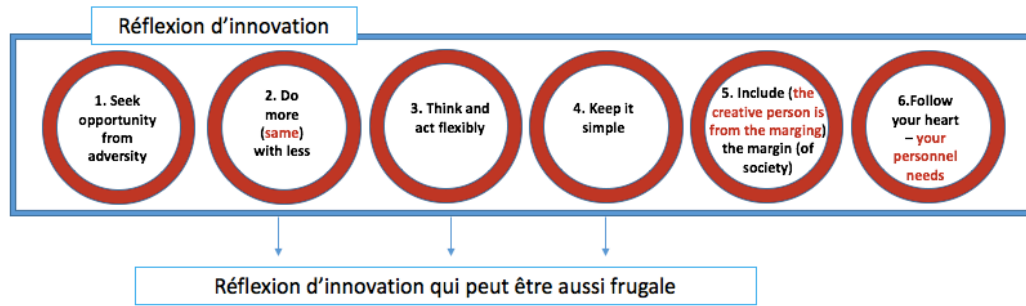 Réflexion d’innovation
1. Seek
opportunity
from
adversity
2. Do
more
(same)
with less
3. Think and
act flexibly
4. Keep it
simple
5. Include (the
creative person is
from the marging)
the margin (of
society)
6.Follow
your heart
– your
personnel
needs
Réflexion d’innovation qui peut être aussi frugale